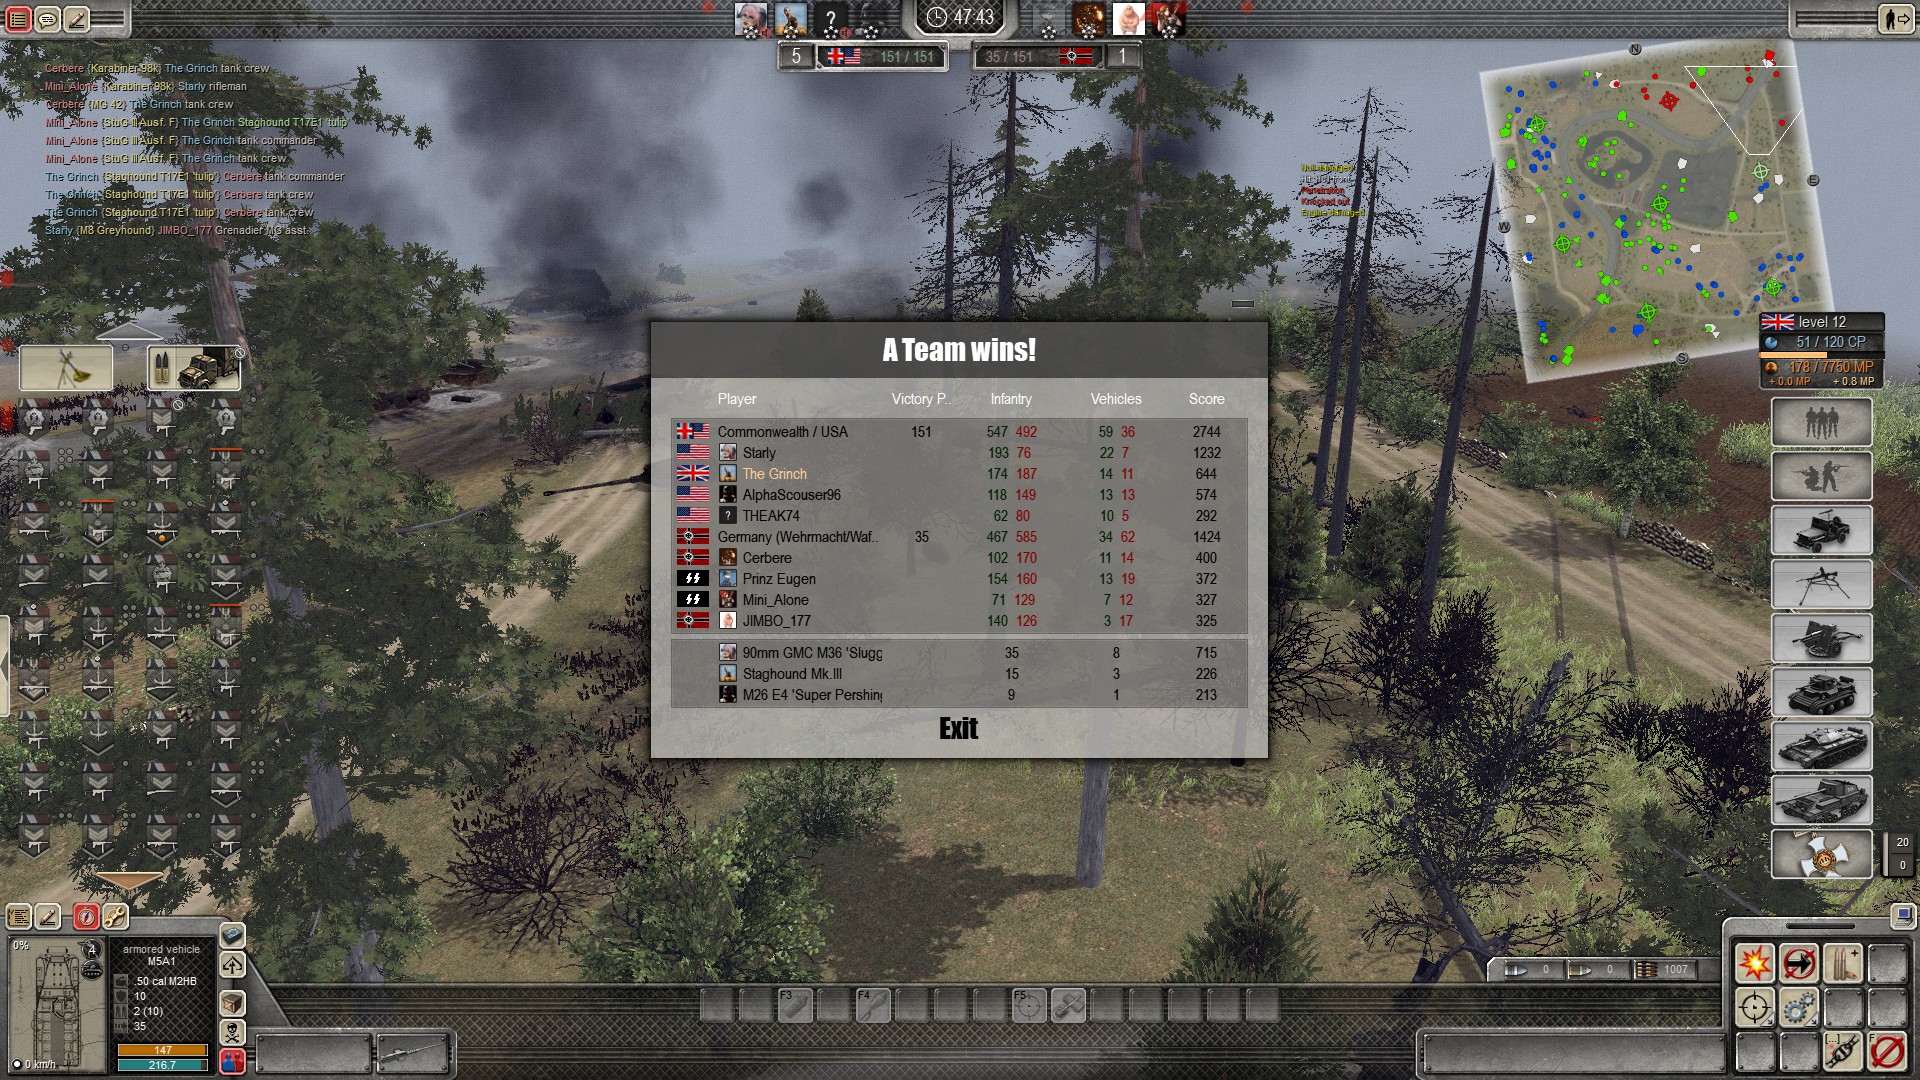 47:43
5 151 / 151 35 / 151 1
Cerbere {Karabiner 98k} The Grinch tank crew
Mini_Alone {Karabiner 98k} Starly rifleman
Cerbere {MG 42} The Grinch tank crew
Mini_Alone {StuG III Ausf. F} The Grinch Staghound T17E1 'tulip'
Mini_Alone {StuG III Ausf. F} The Grinch tank commander
Mini_Alone {StuG III Ausf. F} The Grinch tank crew
The Grinch {Staghound T17E1 'tulip'} Cerbere tank commander
The Grinch {Staghound T17E1 'tulip'} Cerbere tank crew
The Grinch {Staghound T17E1 'tulip'} Cerbere tank crew
Starly {M8 Greyhound} JIMBO_177 Grenadier MG asst.
Penetration
Knocked out
Engine damaged
N
E
W
S
level 12
51 / 120 CP
178 / 7750 MP
+ 0.0 MP + 0.8 MP
A Team wins!
Player Victory P.. Infantry Vehicles Score
Commonwealth / USA 151 547 492 59 36 2744
Starly 193 76 22 7 1232
The Grinch 174 187 14 11 644
AlphaScouser96 118 149 13 13 574
? THEAK74 62 80 10 5 292
Germany (Wehrmacht/Waf.. 35 467 585 34 62 1424
Cerbere 102 170 11 14 400
Prinz Eugen 154 160 13 19 372
Mini_Alone 71 129 7 12 327
JIMBO_177 140 126 3 17 325
90mm GMC M36 'Slugg 35 8 715
Staghound Mk.III 15 3 226
M26 E4 'Super Pershing 9 1 213
Exit
20
0
0%
4
armored vehicle
M5A1
.50 cal M2HB
10
2 (10)
35
147
216.7
0 km/h
F3 F4 F5
0 0 1007